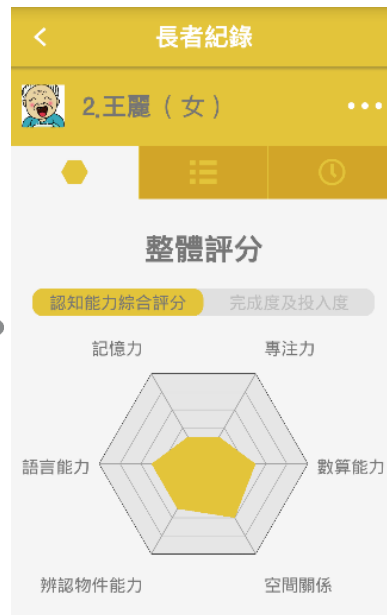 長者紀錄
2.王麗（女）
整體評分
認知能力綜合評分 完成度及投入度
記憶力 專注力
語言能力 數算能力
辨認物件能力 空間關係